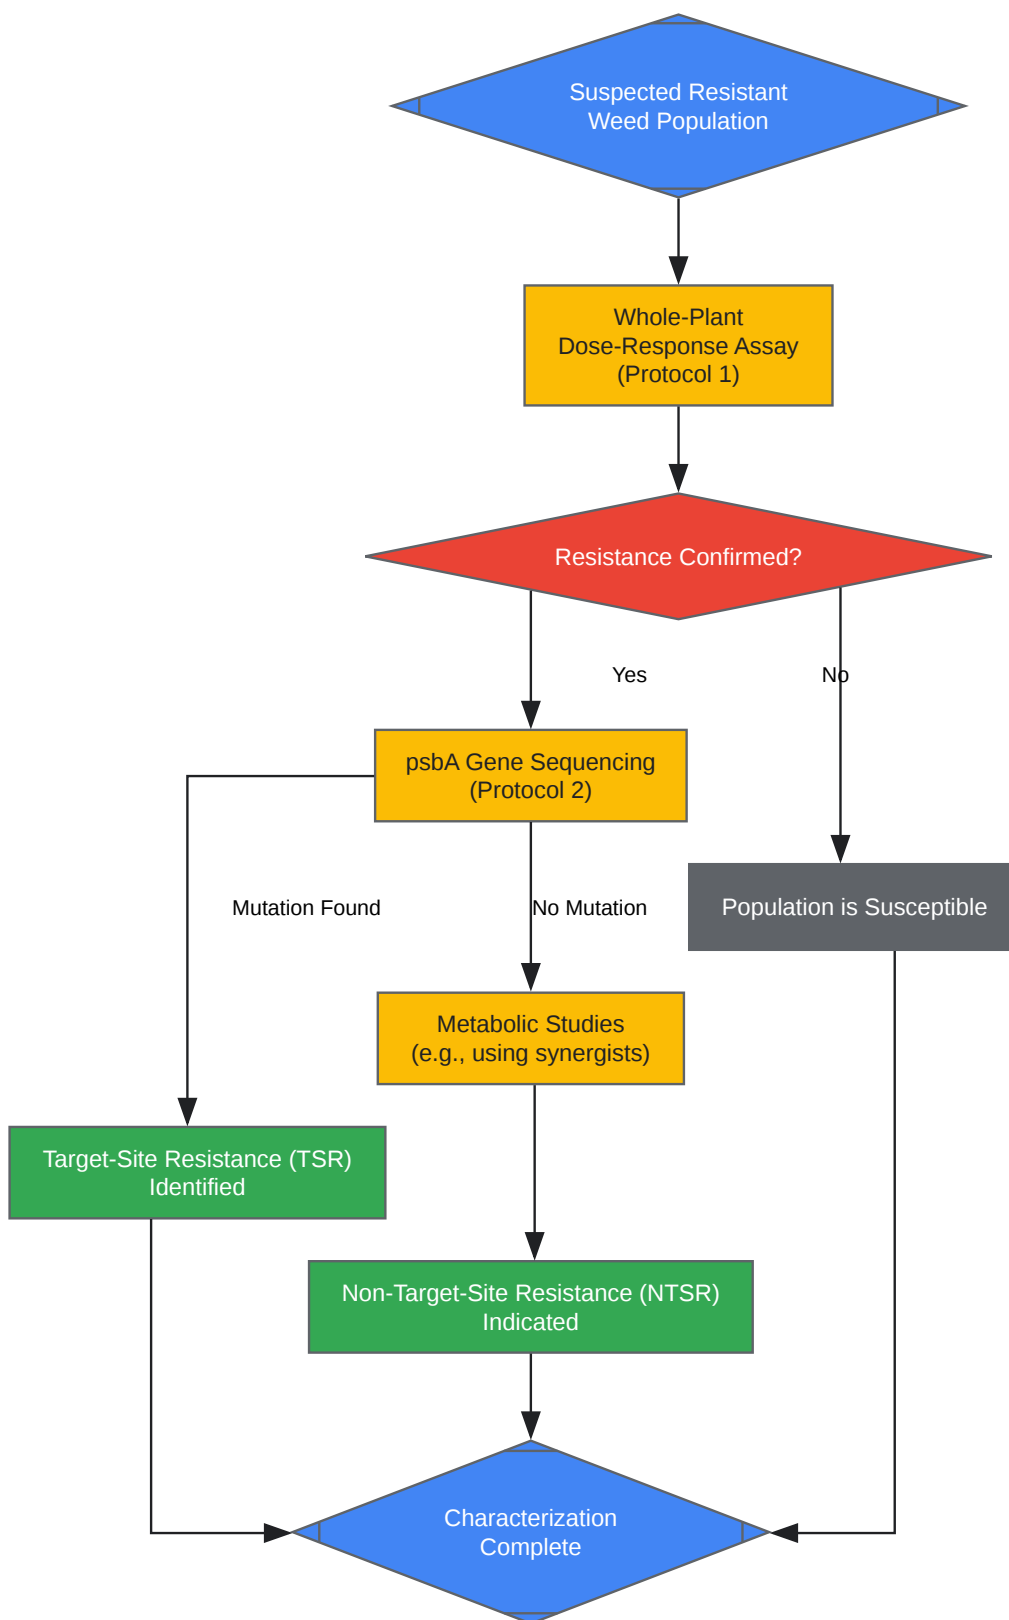 Suspected Resistant
Weed Population
Whole-Plant
Dose-Response Assay
(Protocol 1)
Resistance Confirmed?
Yes
No
psbA Gene Sequencing
(Protocol 2)
Mutation Found
No Mutation
Population is Susceptible
Metabolic Studies
(e.g., using synergists)
Target-Site Resistance (TSR)
Identified
Non-Target-Site Resistance (NTSR)
Indicated
Characterization
Complete